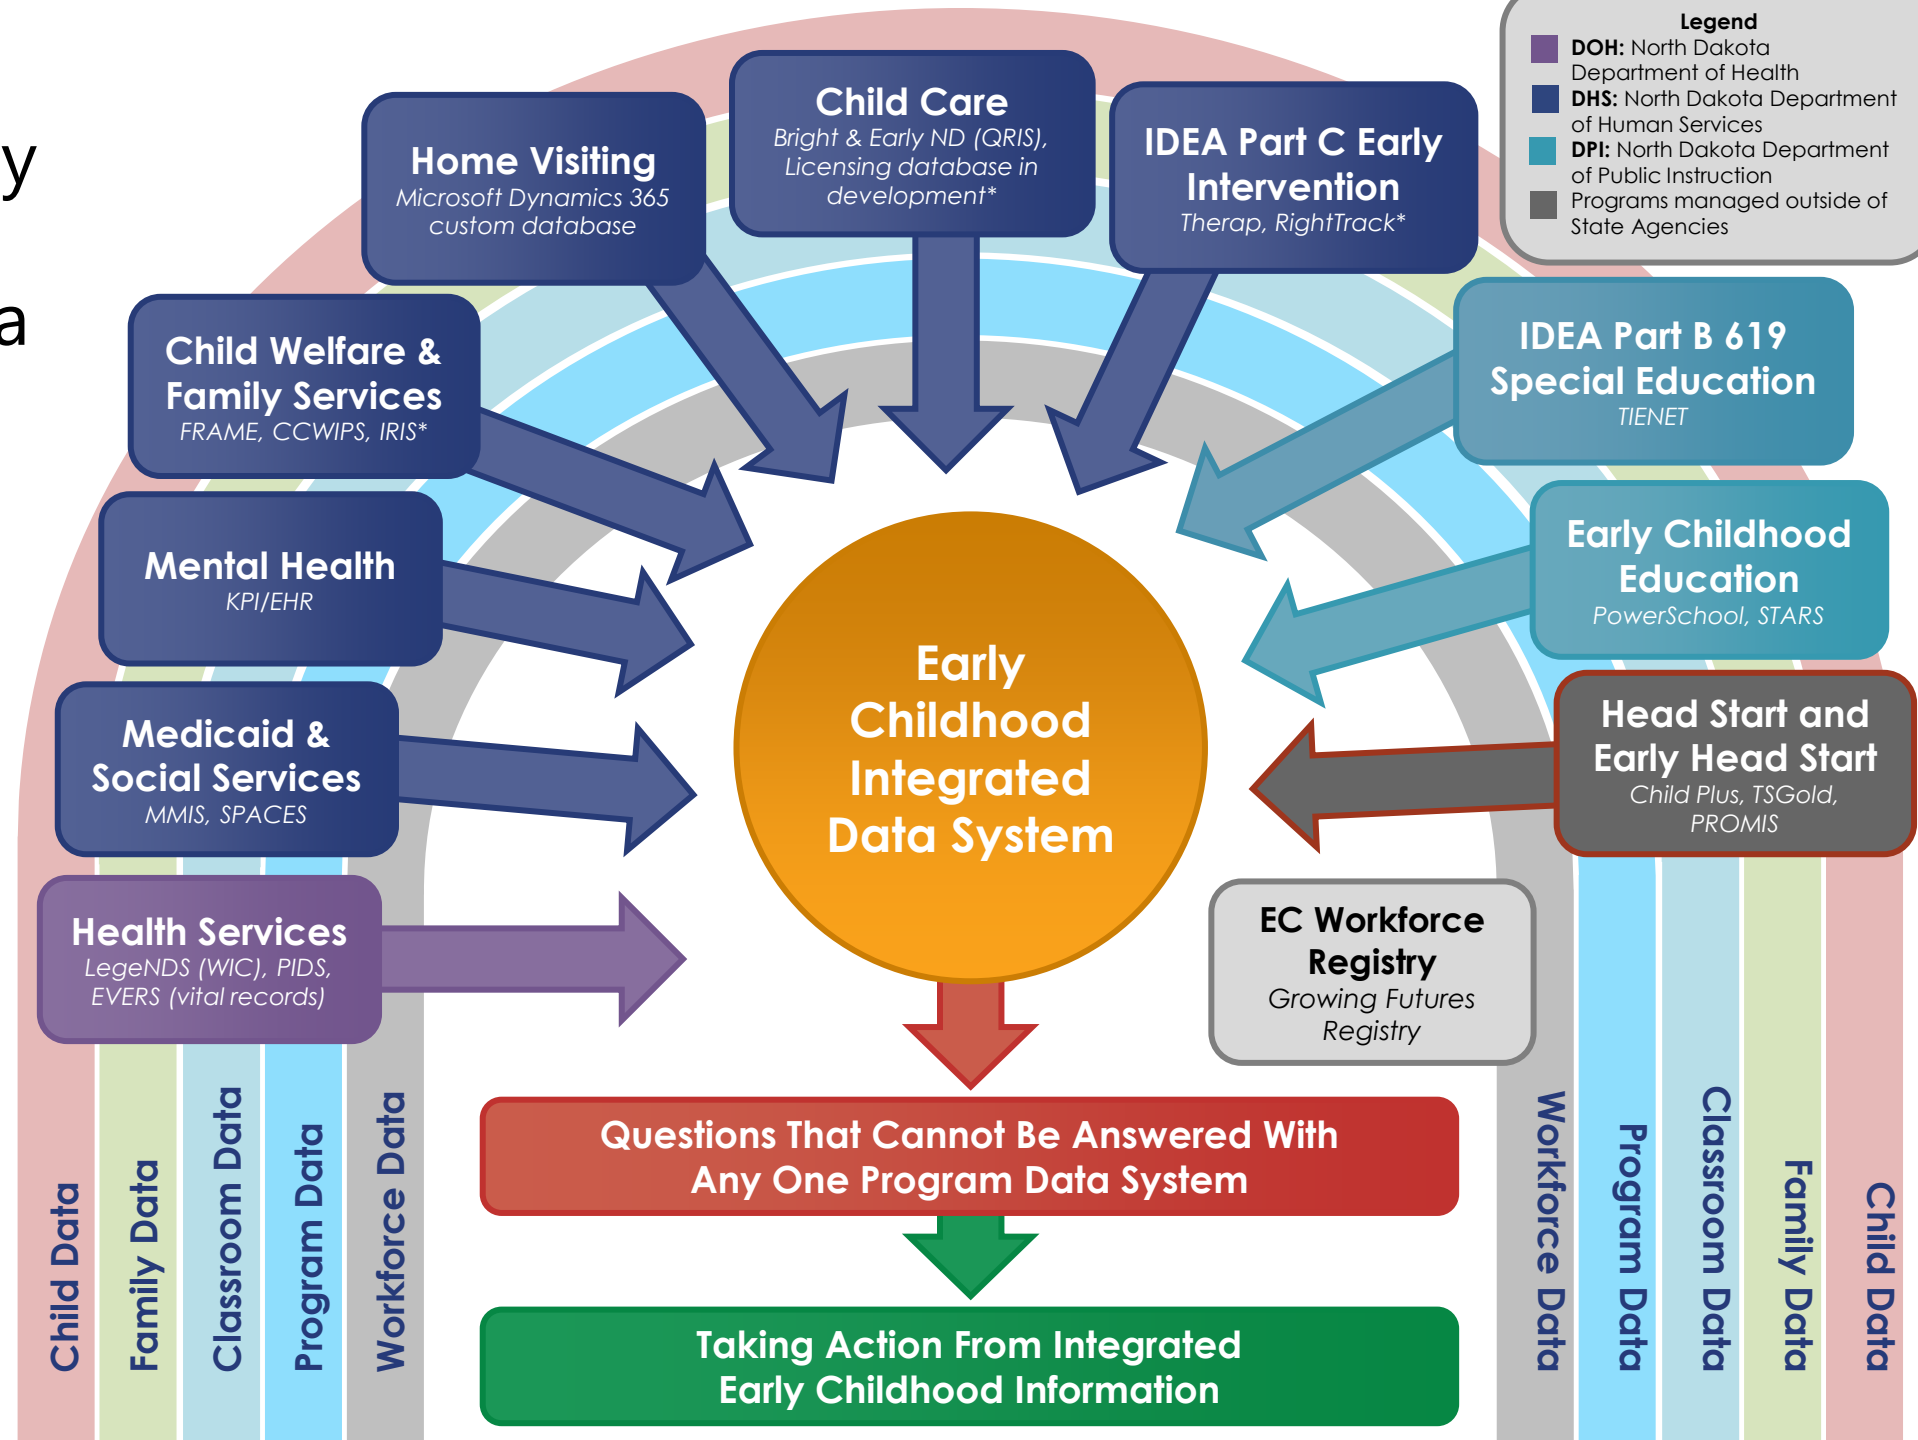 y
a
Legend
DOH: North Dakota
Department of Health
DHS: North Dakota Department
of Human Services
DPI: North Dakota Department
of Public Instruction
Programs managed outside of
State Agencies
Child Care
Bright & Early ND (QRIS),
Licensing database in
development*
Home Visiting
Microsoft Dynamics 365
custom database
IDEA Part C Early
Intervention
Therap, RightTrack*
Child Welfare &
Family Services
FRAME, CCWIPS, IRIS*
IDEA Part B 619
Special Education
TIENET
Mental Health
KPI/EHR
Early Childhood
Education
PowerSchool, STARS
Medicaid &
Social Services
MMIS, SPACES
Head Start and
Early Head Start
Child Plus, TSGold,
PROMIS
Early
Childhood
Integrated
Data System
Health Services
LegeNDS (WIC), PIDS,
EVERS (vital records)
EC Workforce
Registry
Growing Futures
Registry
Questions That Cannot Be Answered With
Any One Program Data System
Taking Action From Integrated
Early Childhood Information
Child Data
Family Data
Classroom Data
Program Data
Workforce Data
Workforce Data
Program Data
Classroom Data
Family Data
Child Data